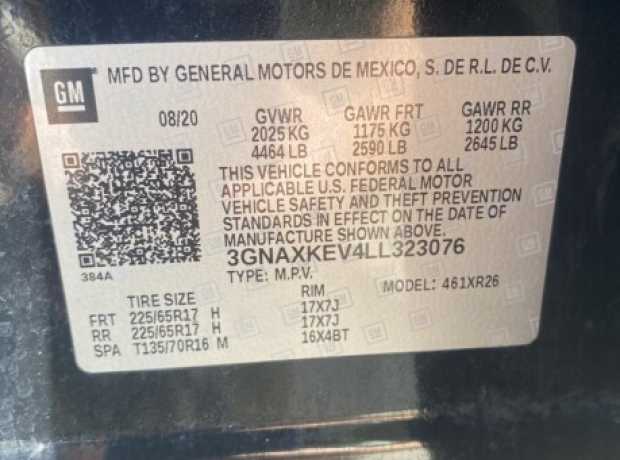 GM
MFD BY GENERAL MOTORS DE MEXICO, S. DE R.L. DE C.V.
08/20 GVWR GAWR FRT GAWR RR
2025 KG 1175 KG 1200 KG
4464 LB 2590 LB 2645 LB
THIS VEHICLE CONFORMS TO ALL
APPLICABLE U.S. FEDERAL MOTOR
VEHICLE SAFETY AND THEFT PREVENTION
STANDARDS IN EFFECT ON THE DATE OF
MANUFACTURE SHOWN ABOVE.
3GNAXKEV4LL323076
384A
TYPE: M.P.V. MODEL: 461XR26
TIRE SIZE RIM
FRT 225/65R17 H 17X7J
RR 225/65R17 H 17X7J
SPA T135/70R16 M 16X4BT